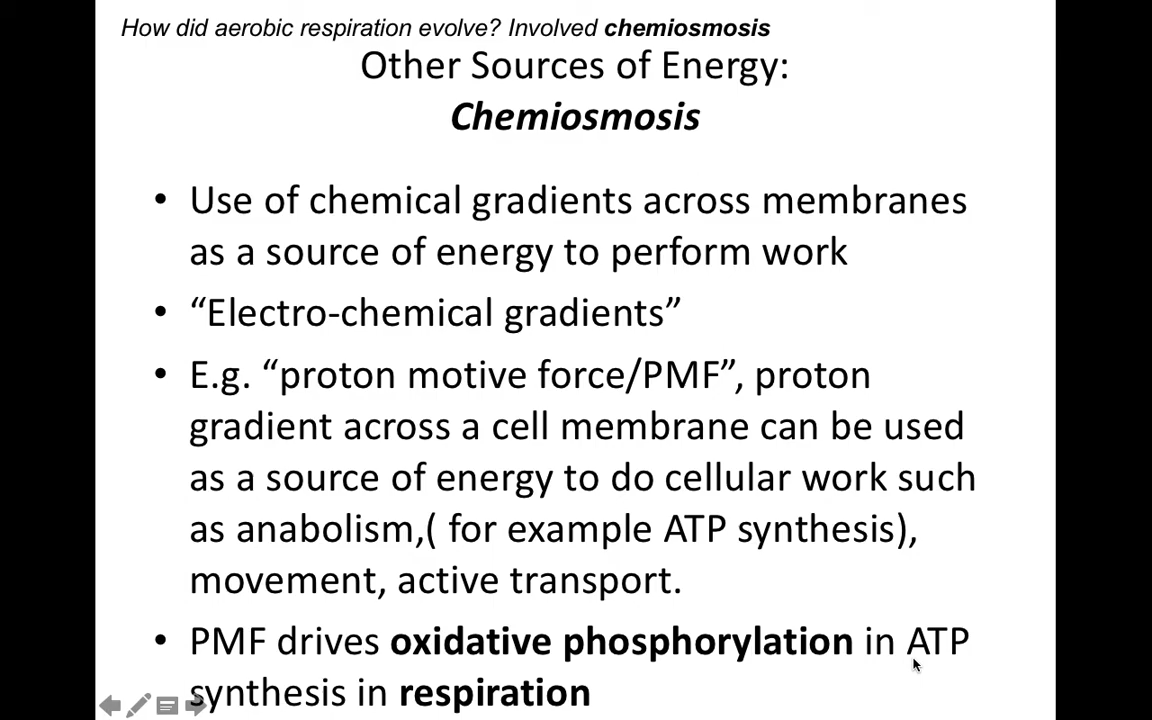 How did aerobic respiration evolve? Involved chemiosmosis
Other Sources of Energy:
Chemiosmosis
• Use of chemical gradients across membranes
as a source of energy to perform work
• “Electro-chemical gradients”
• E.g. “proton motive force/PMF”, proton
gradient across a cell membrane can be used
as a source of energy to do cellular work such
as anabolism,( for example ATP synthesis),
movement, active transport.
• PMF drives oxidative phosphorylation in ATP
synthesis in respiration